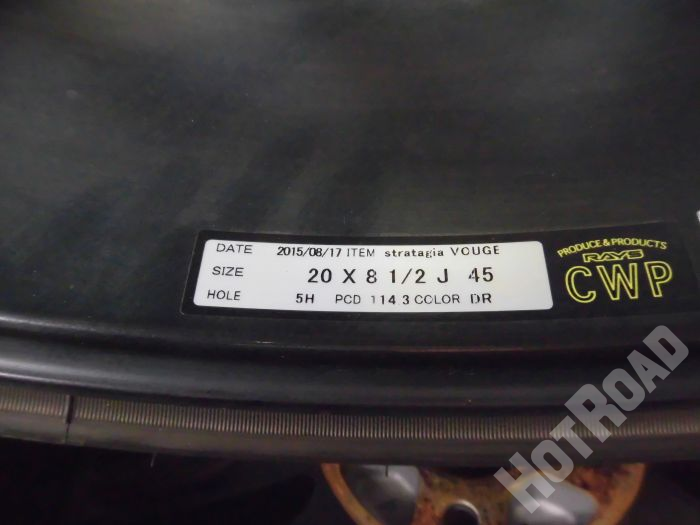 DATE 2015/08/17 ITEM stratagia VOUGE
SIZE 20 X 8 1/2 J 45
HOLE 5H PCD 114 3 COLOR DR
PRODUCE & PRODUCTS
RAYS
CWP
HOTROAD